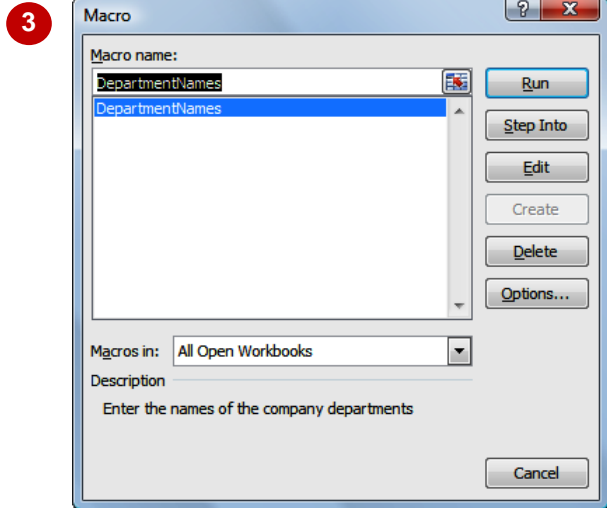 3
Macro
Macro name:
DepartmentNames
DepartmentNames
Run
Step Into
Edit
Create
Delete
Options...
Macros in: All Open Workbooks
Description
Enter the names of the company departments
Cancel